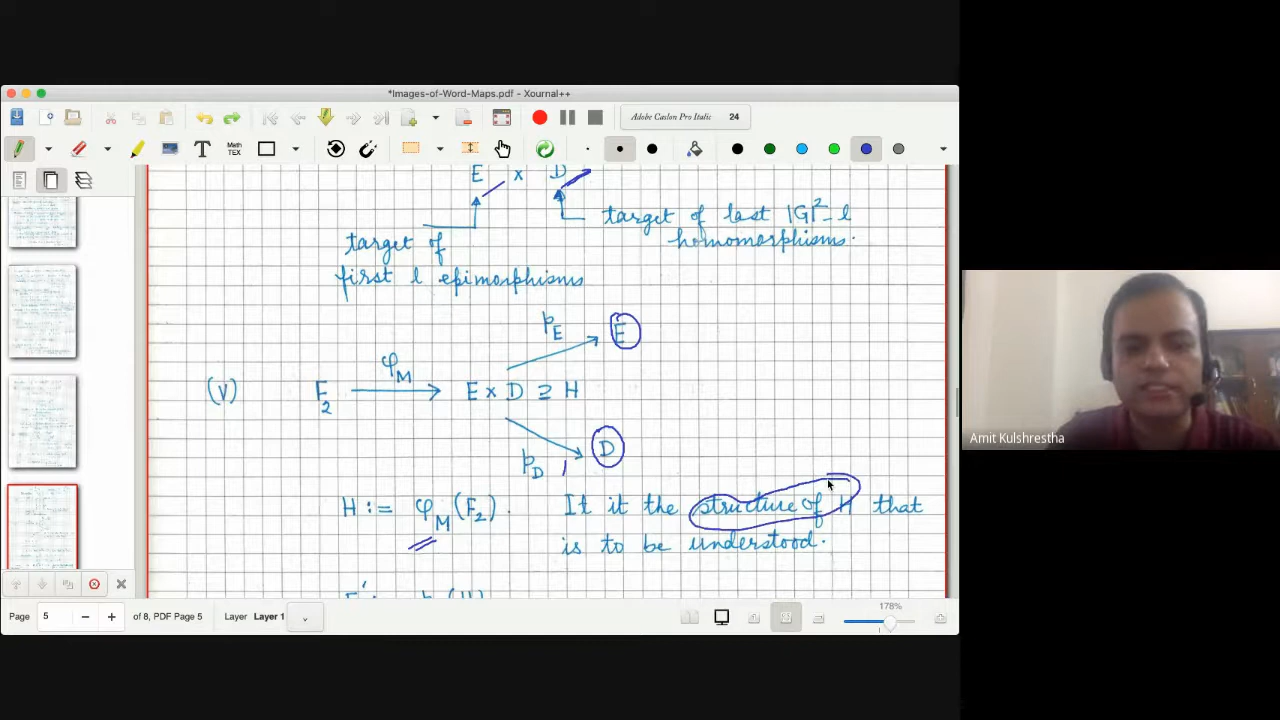 *Images-of-Word-Maps.pdf - Xournal++
Adobe Caslon Pro Italic 24
Math
TEX
E x D
target of last |G|² - l
homomorphisms.
target of
first l epimorphisms
p_E E
φ_M
(V) F_2 → E x D ⊇ H
p_D D
H := φ_M (F_2). It it the structure of H that
is to be understood.
Page 5 of 8, PDF Page 5 Layer Layer 1 178%
Amit Kulshrestha